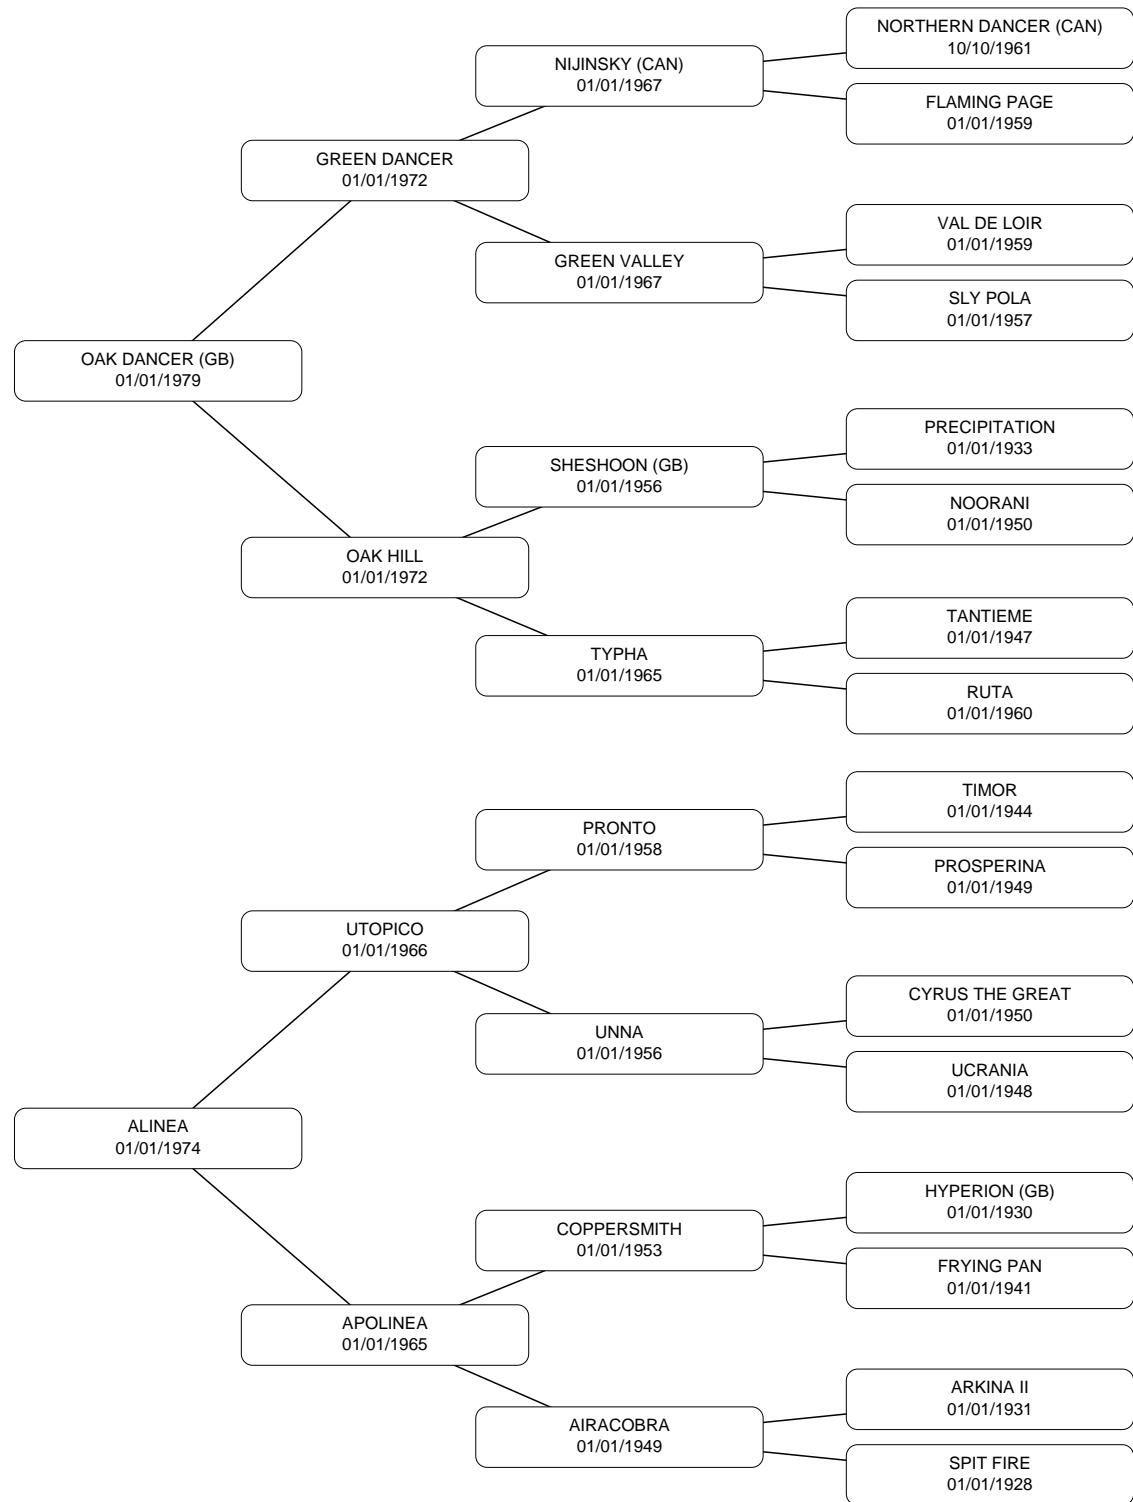 NORTHERN DANCER (CAN)
10/10/1961
NIJINSKY (CAN)
01/01/1967
FLAMING PAGE
01/01/1959
GREEN DANCER
01/01/1972
VAL DE LOIR
01/01/1959
GREEN VALLEY
01/01/1967
SLY POLA
01/01/1957
OAK DANCER (GB)
01/01/1979
PRECIPITATION
01/01/1933
SHESHOON (GB)
01/01/1956
NOORANI
01/01/1950
OAK HILL
01/01/1972
TANTIEME
01/01/1947
TYPHA
01/01/1965
RUTA
01/01/1960
TIMOR
01/01/1944
PRONTO
01/01/1958
PROSPERINA
01/01/1949
UTOPICO
01/01/1966
CYRUS THE GREAT
01/01/1950
UNNA
01/01/1956
UCRANIA
01/01/1948
ALINEA
01/01/1974
HYPERION (GB)
01/01/1930
COPPERSMITH
01/01/1953
FRYING PAN
01/01/1941
APOLINEA
01/01/1965
ARKINA II
01/01/1931
AIRACOBRA
01/01/1949
SPIT FIRE
01/01/1928